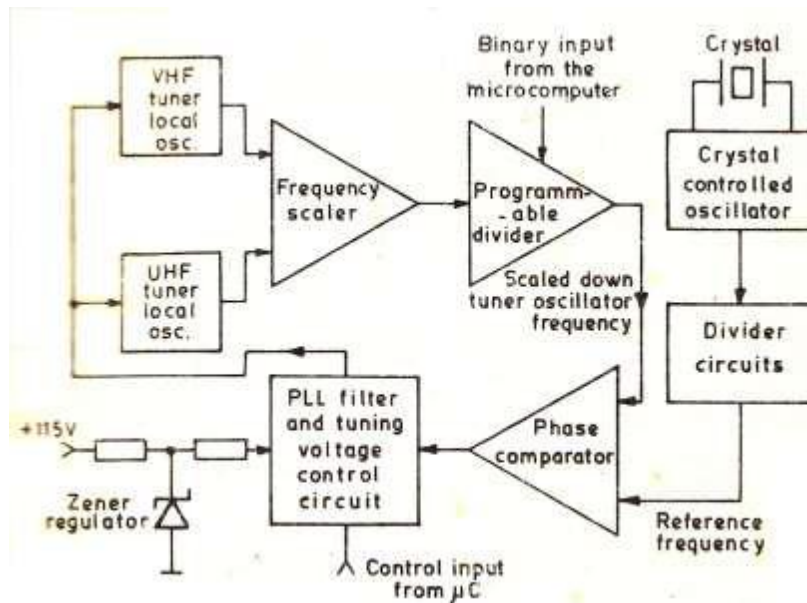 VHF
tuner
local
osc.
Binary input
from the
microcomputer
Crystal
Frequency
scaler
Programm-
-able
divider
Crystal
controlled
oscillator
UHF
tuner
local
osc.
Scaled down
tuner oscillator
frequency
Divider
circuits
+115V
PLL filter
and tuning
voltage
control
circuit
Phase
comparator
Zener
regulator
Reference
frequency
Control input
from µC